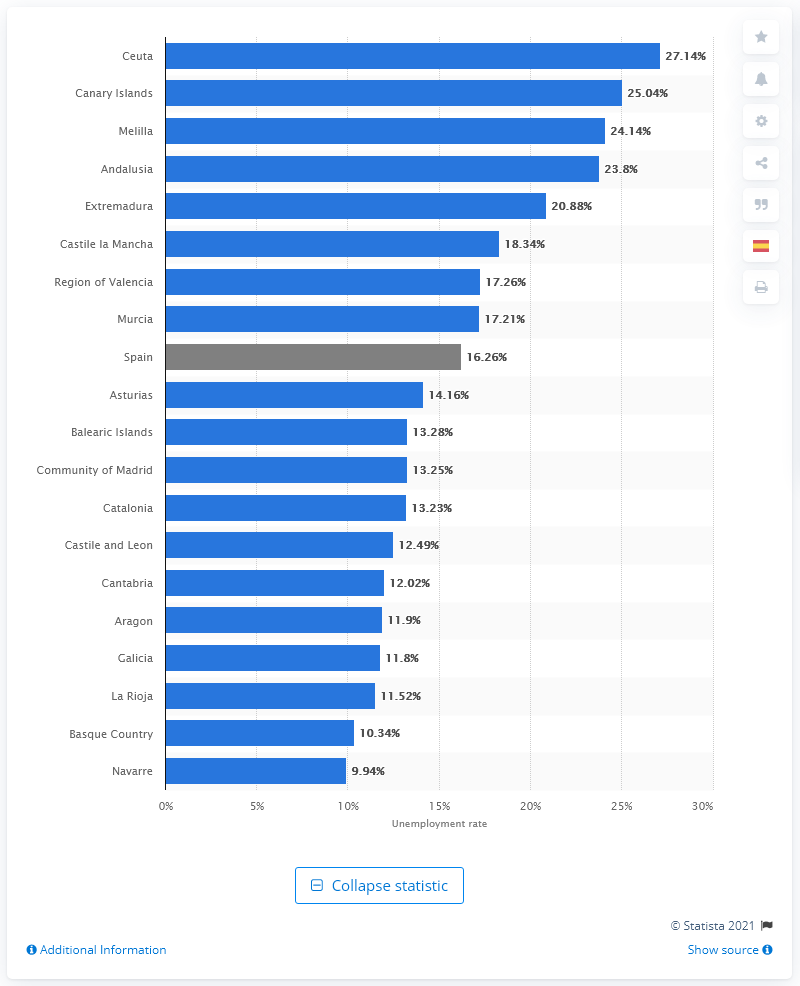 Ceuta 27.14%
Canary Islands 25.04%
Melilla 24.14%
Andalusia 23.8%
Extremadura 20.88%
Castile la Mancha 18.34%
Region of Valencia 17.26%
Murcia 17.21%
Spain 16.26%
Asturias 14.16%
Balearic Islands 13.28%
Community of Madrid 13.25%
Catalonia 13.23%
Castile and Leon 12.49%
Cantabria 12.02%
Aragon 11.9%
Galicia 11.8%
La Rioja 11.52%
Basque Country 10.34%
Navarre 9.94%
0% 5% 10% 15% 20% 25% 30%
Unemployment rate
Collapse statistic
© Statista 2021
Additional Information Show source